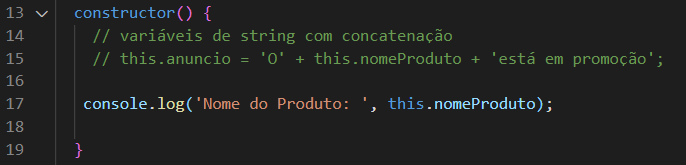 13 constructor() {
14 // variáveis de string com concatenação
15 // this.anuncio = 'O' + this.nomeProduto + 'está em promoção';
16
17 console.log('Nome do Produto: ', this.nomeProduto);
18
19 }